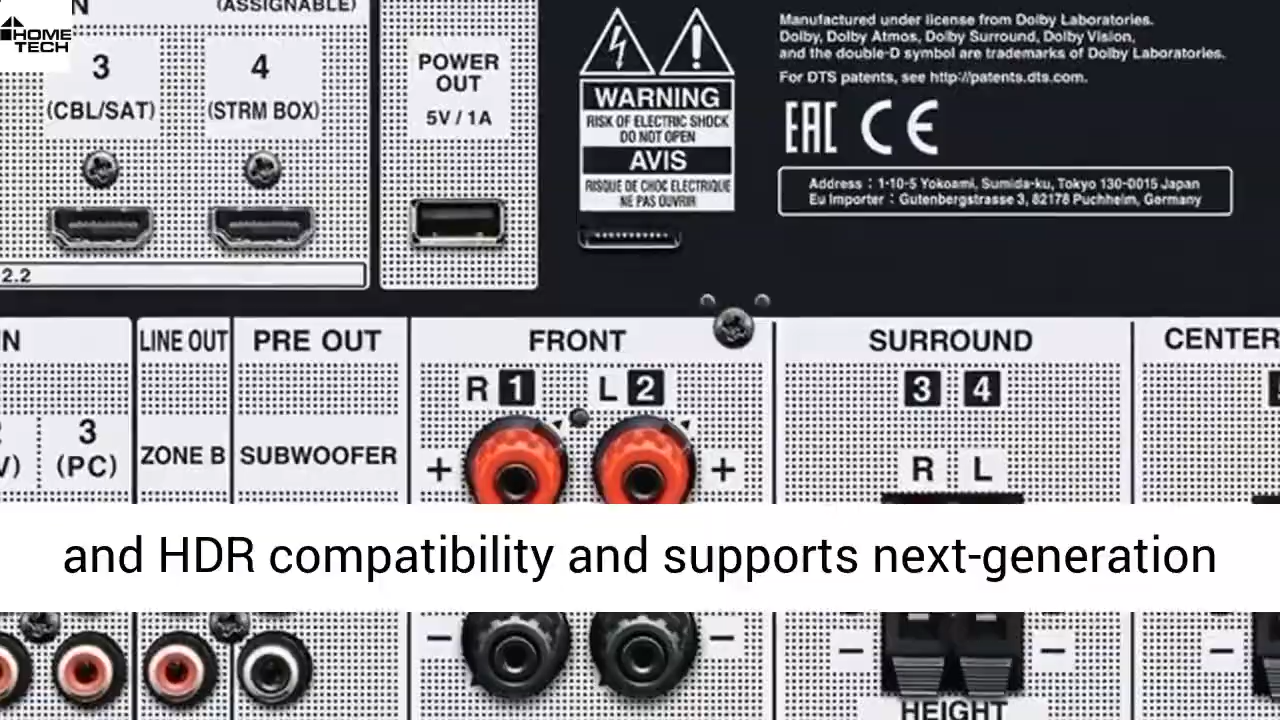 HOME
TECH
N
(ASSIGNABLE)
3
(CBL/SAT)
4
(STRM BOX)
POWER
OUT
5V / 1A
WARNING
RISK OF ELECTRIC SHOCK
DO NOT OPEN
AVIS
RISQUE DE CHOC ELECTRIQUE
NE PAS OUVRIR
Manufactured under license from Dolby Laboratories.
Dolby, Dolby Atmos, Dolby Surround, Dolby Vision,
and the double-D symbol are trademarks of Dolby Laboratories.
For DTS patents, see http://patents.dts.com.
EAC CE
Address : 1-10-5 Yokoami, Sumida-ku, Tokyo 130-0015 Japan
Eu Importer : Gutenbergstrasse 3, 82178 Puchheim, Germany
2.2
N
LINE OUT
PRE OUT
FRONT
SURROUND
CENTER
R 1 L 2
3 4
3
(PC)
V)
ZONE B
SUBWOOFER
+ +
R L
and HDR compatibility and supports next-generation
− −
− −
−
HEIGHT